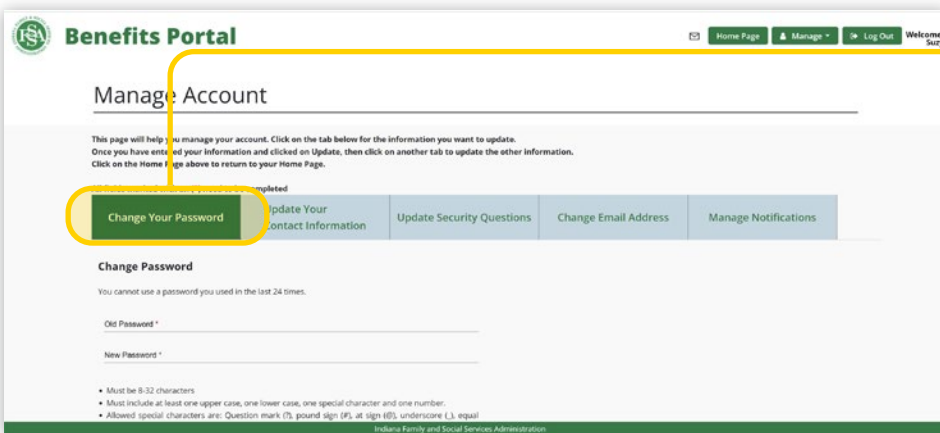 FSSA
Benefits Portal
Home Page
Manage
Log Out
Welcome
Suz
Manage Account
This page will help you manage your account. Click on the tab below for the information you want to update.
Once you have entered your information and clicked on Update, then click on another tab to update the other information.
Click on the Home Page above to return to your Home Page.
completed
Change Your Password
Update Your
Contact Information
Update Security Questions
Change Email Address
Manage Notifications
Change Password
You cannot use a password you used in the last 24 times.
Old Password *
New Password *
• Must be 8-32 characters
• Must include at least one upper case, one lower case, one special character and one number.
• Allowed special characters are: Question mark (?), pound sign (#), at sign (@), underscore (_), equal
Indiana Family and Social Services Administration